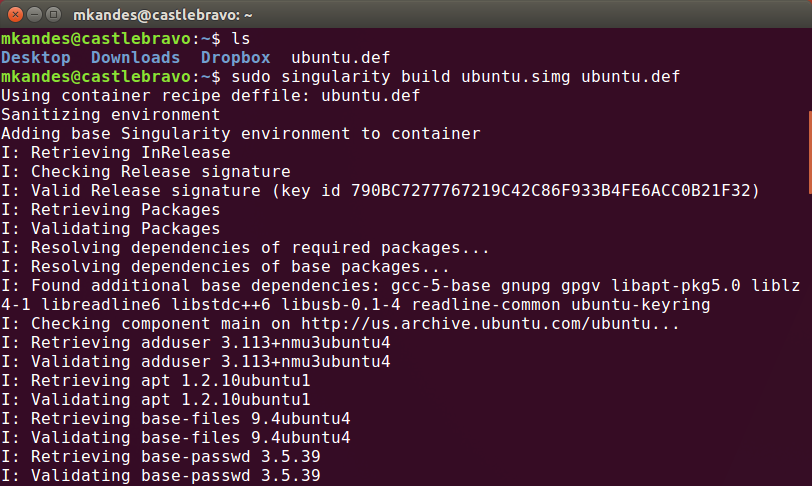 mkandes@castlebravo: ~
mkandes@castlebravo:~$ ls
Desktop  Downloads  Dropbox  ubuntu.def
mkandes@castlebravo:~$ sudo singularity build ubuntu.simg ubuntu.def
Using container recipe deffile: ubuntu.def
Sanitizing environment
Adding base Singularity environment to container
I: Retrieving InRelease
I: Checking Release signature
I: Valid Release signature (key id 790BC7277767219C42C86F933B4FE6ACC0B21F32)
I: Retrieving Packages
I: Validating Packages
I: Resolving dependencies of required packages...
I: Resolving dependencies of base packages...
I: Found additional base dependencies: gcc-5-base gnupg gpgv libapt-pkg5.0 liblz
4-1 libreadline6 libstdc++6 libusb-0.1-4 readline-common ubuntu-keyring
I: Checking component main on http://us.archive.ubuntu.com/ubuntu...
I: Retrieving adduser 3.113+nmu3ubuntu4
I: Validating adduser 3.113+nmu3ubuntu4
I: Retrieving apt 1.2.10ubuntu1
I: Validating apt 1.2.10ubuntu1
I: Retrieving base-files 9.4ubuntu4
I: Validating base-files 9.4ubuntu4
I: Retrieving base-passwd 3.5.39
I: Validating base-passwd 3.5.39